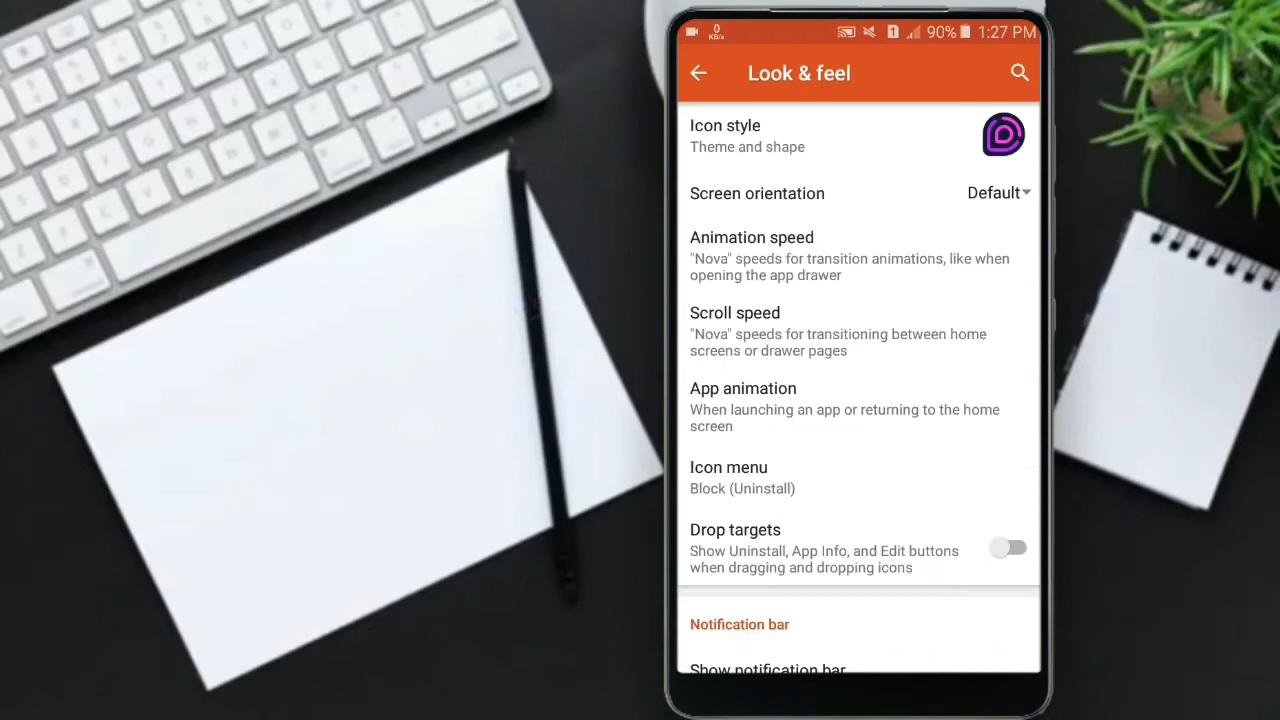 0
KB/s
1
90%
1:27 PM
Look & feel
Icon style
Theme and shape
Screen orientation
Default
Animation speed
"Nova" speeds for transition animations, like when
opening the app drawer
Scroll speed
"Nova" speeds for transitioning between home
screens or drawer pages
App animation
When launching an app or returning to the home
screen
Icon menu
Block (Uninstall)
Drop targets
Show Uninstall, App Info, and Edit buttons
when dragging and dropping icons
Notification bar
Show notification bar